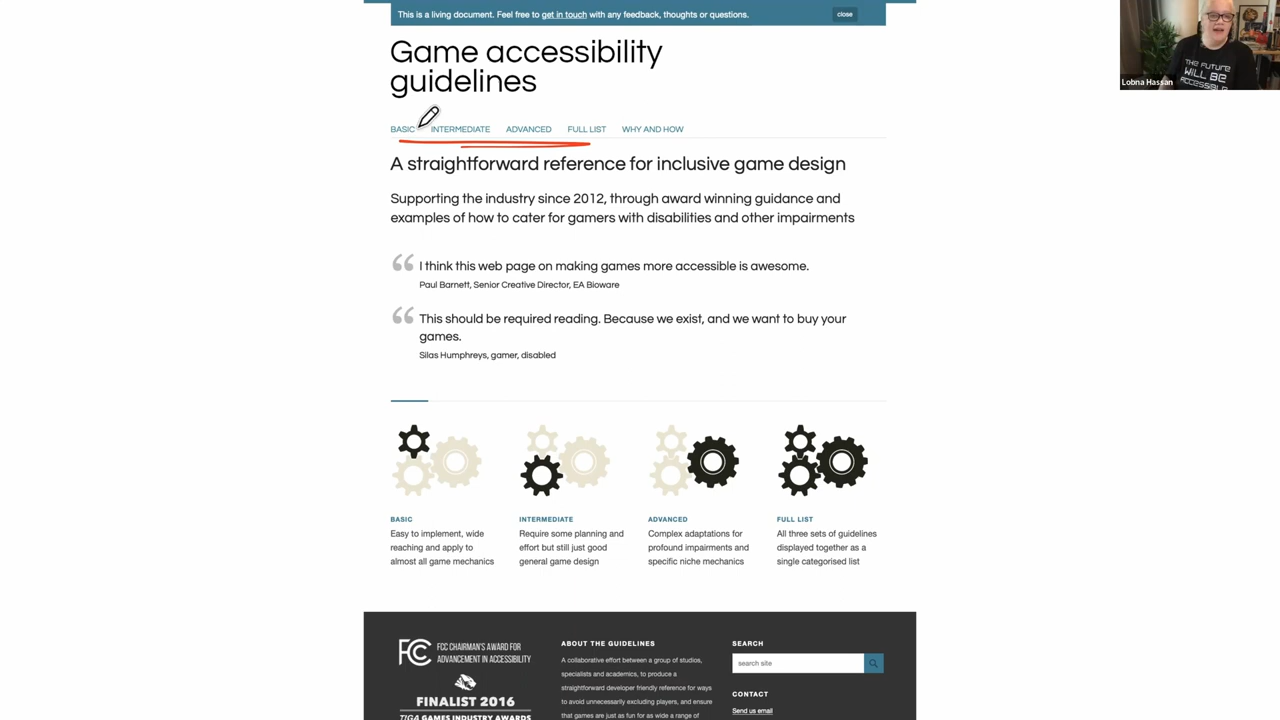 This is a living document. Feel free to get in touch with any feedback, thoughts or questions.
close
Game accessibility
guidelines
BASIC INTERMEDIATE ADVANCED FULL LIST WHY AND HOW
A straightforward reference for inclusive game design
Supporting the industry since 2012, through award winning guidance and
examples of how to cater for gamers with disabilities and other impairments
“ I think this web page on making games more accessible is awesome.
Paul Barnett, Senior Creative Director, EA Bioware
“ This should be required reading. Because we exist, and we want to buy your
games.
Silas Humphreys, gamer, disabled
BASIC
Easy to implement, wide
reaching and apply to
almost all game mechanics
INTERMEDIATE
Require some planning and
effort but still just good
general game design
ADVANCED
Complex adaptations for
profound impairments and
specific niche mechanics
FULL LIST
All three sets of guidelines
displayed together as a
single categorised list
FCC FCC CHAIRMAN'S AWARD FOR
ADVANCEMENT IN ACCESSIBILITY
FINALIST 2016
TIGA GAMES INDUSTRY AWARDS
ABOUT THE GUIDELINES
A collaborative effort between a group of studios,
specialists and academics, to produce a
straightforward developer friendly reference for ways
to avoid unnecessarily excluding players, and ensure
that games are just as fun for as wide a range of
SEARCH
search site
CONTACT
Send us email
THE FUTURE
WILL BE
ACCESSIBLE
Lobna Hassan